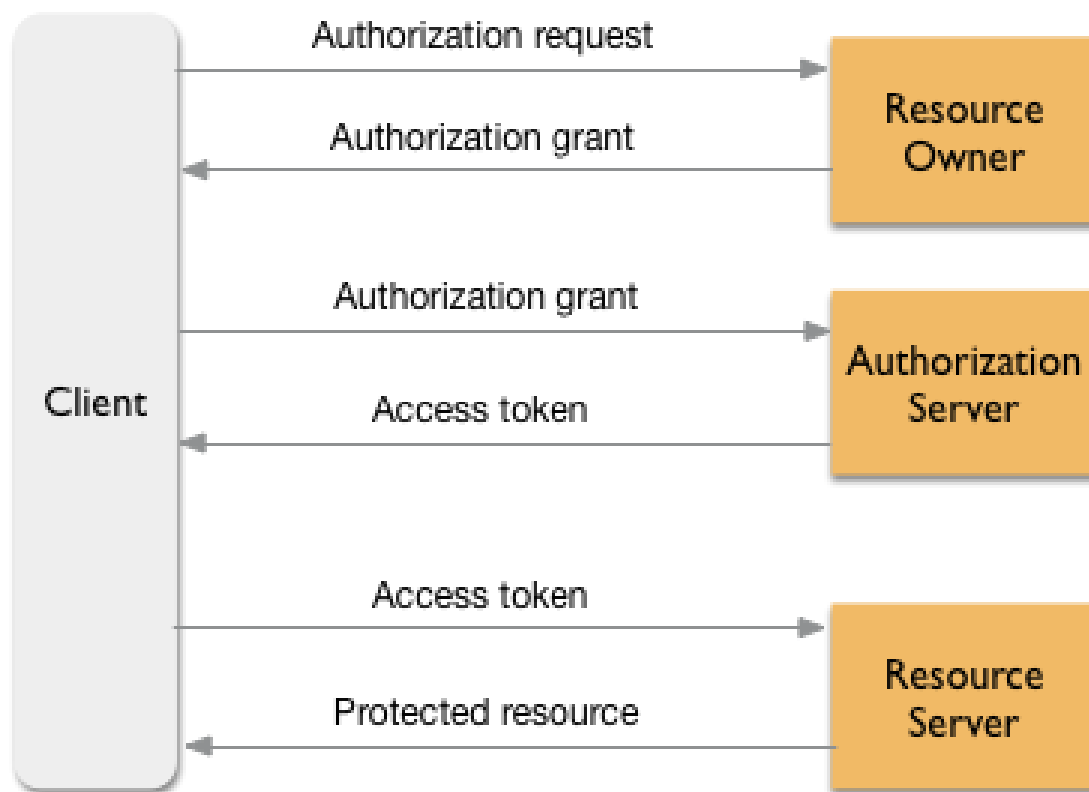 Authorization request
Resource
Owner
Authorization grant
Authorization grant
Authorization
Server
Client
Access token
Access token
Resource
Server
Protected resource